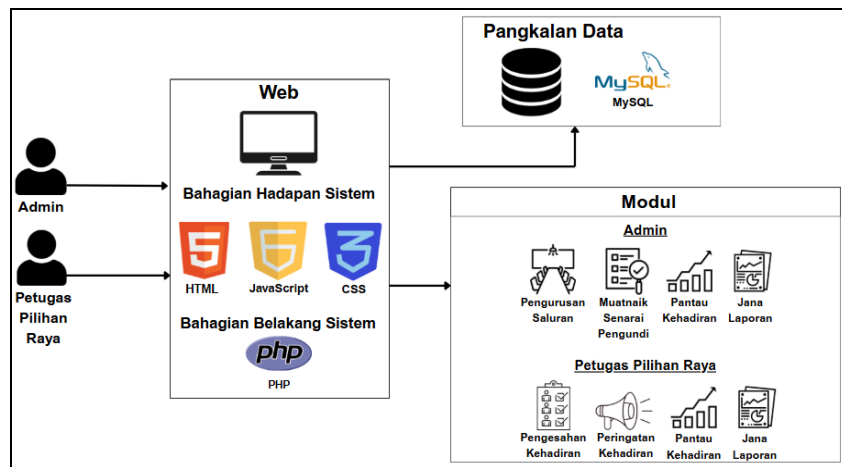 Pangkalan Data
MySQL
MySQL
Web
Bahagian Hadapan Sistem
HTML
JavaScript
CSS
Bahagian Belakang Sistem
php
PHP
Admin
Petugas
Pilihan
Raya
Modul
Admin
Pengurusan
Saluran
Muatnaik
Senarai
Pengundi
Pantau
Kehadiran
Jana
Laporan
Petugas Pilihan Raya
Pengesahan
Kehadiran
Peringatan
Kehadiran
Pantau
Kehadiran
Jana
Laporan